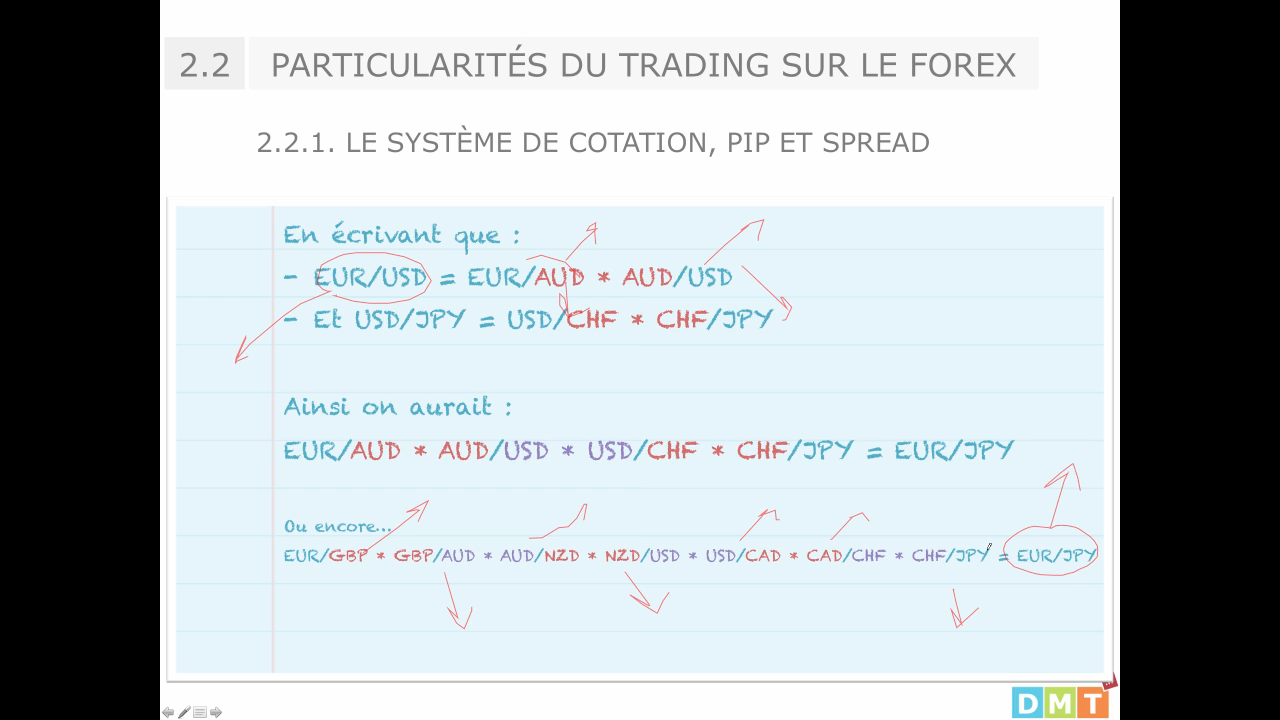 2.2 PARTICULARITÉS DU TRADING SUR LE FOREX
2.2.1. LE SYSTÈME DE COTATION, PIP ET SPREAD
En écrivant que :
- EUR/USD = EUR/AUD * AUD/USD
- Et USD/JPY = USD/CHF * CHF/JPY
Ainsi on aurait :
EUR/AUD * AUD/USD * USD/CHF * CHF/JPY = EUR/JPY
Ou encore...
EUR/GBP * GBP/AUD * AUD/NZD * NZD/USD * USD/CAD * CAD/CHF * CHF/JPY = EUR/JPY
DMT